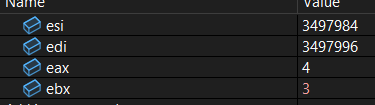 Name Value
esi 3497984
edi 3497996
eax 4
ebx 3